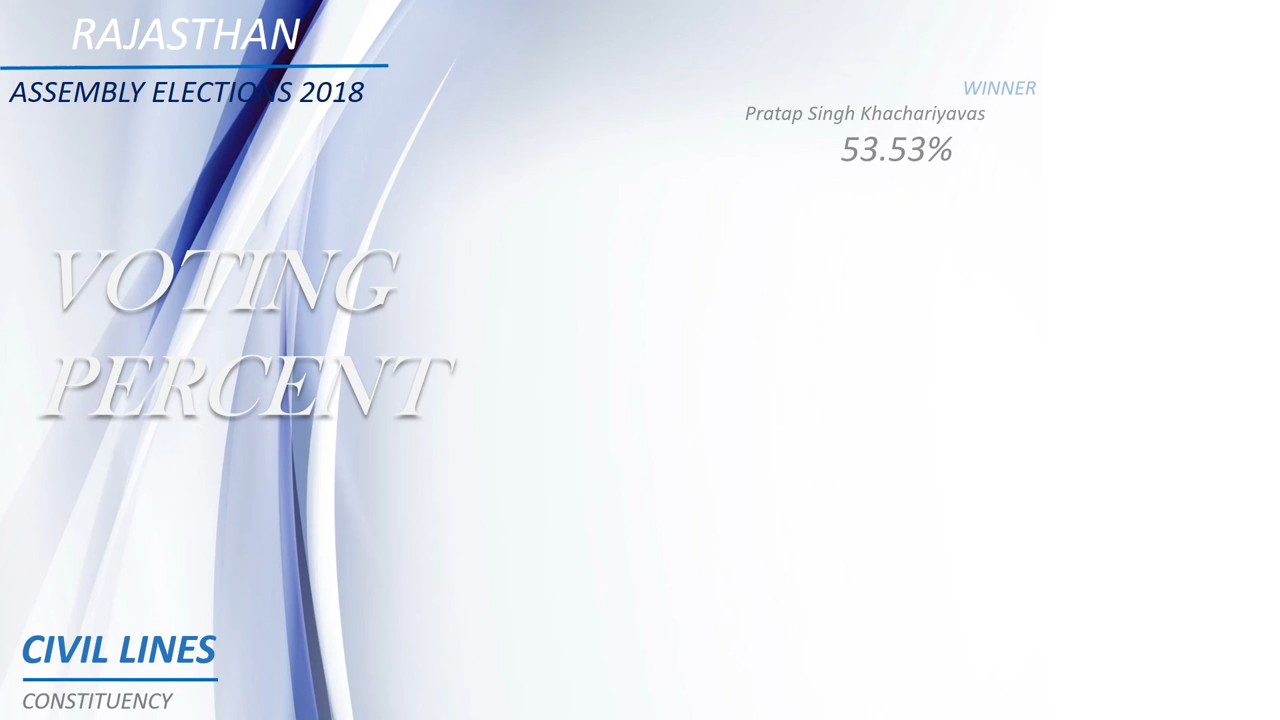 RAJASTHAN
ASSEMBLY ELECTIONS 2018
WINNER
Pratap Singh Khachariyavas
53.53%
VOTING
PERCENT
CIVIL LINES
CONSTITUENCY